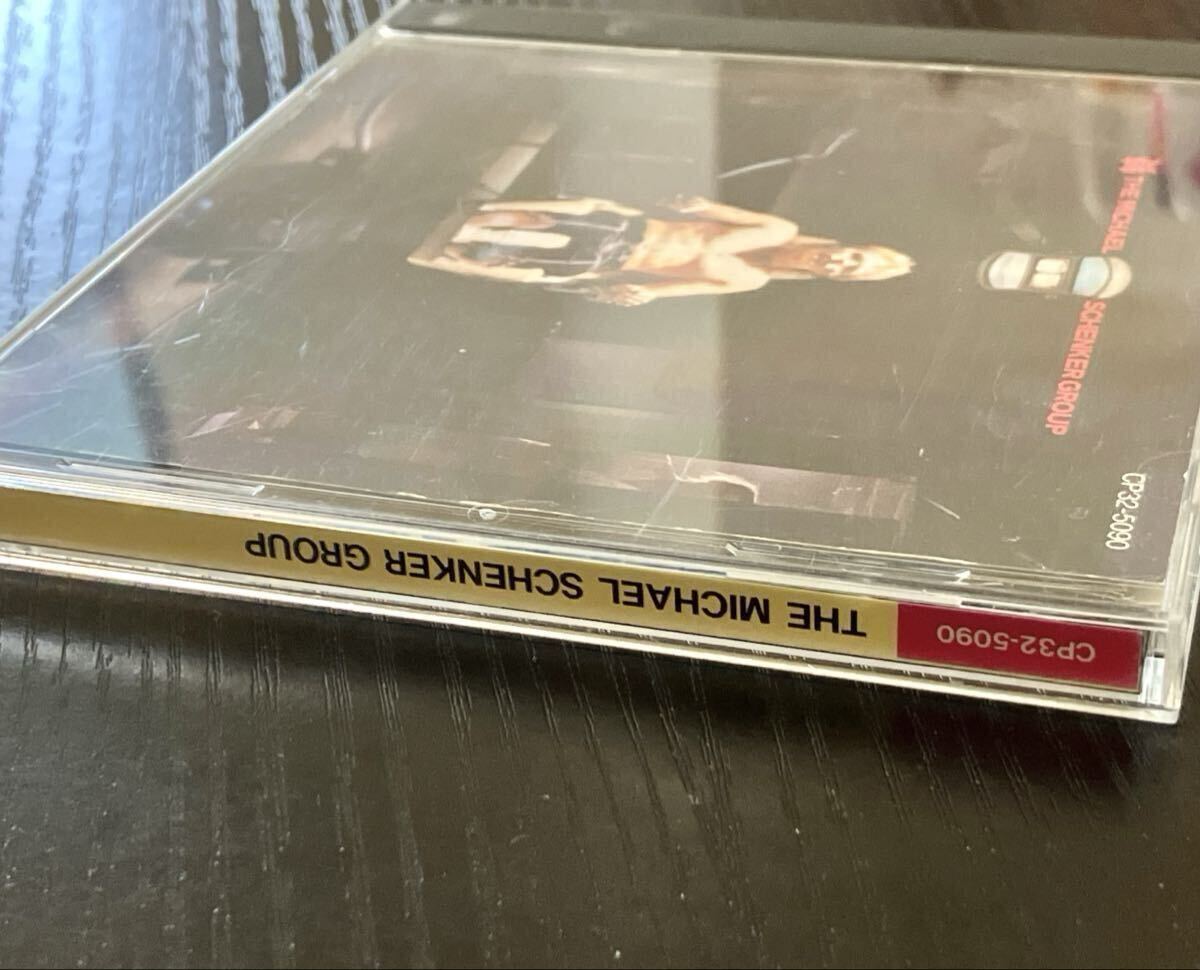 THE MICHAEL SCHENKER GROUP
CP32-5090
THE MICHAEL SCHENKER GROUP
CP32-5090